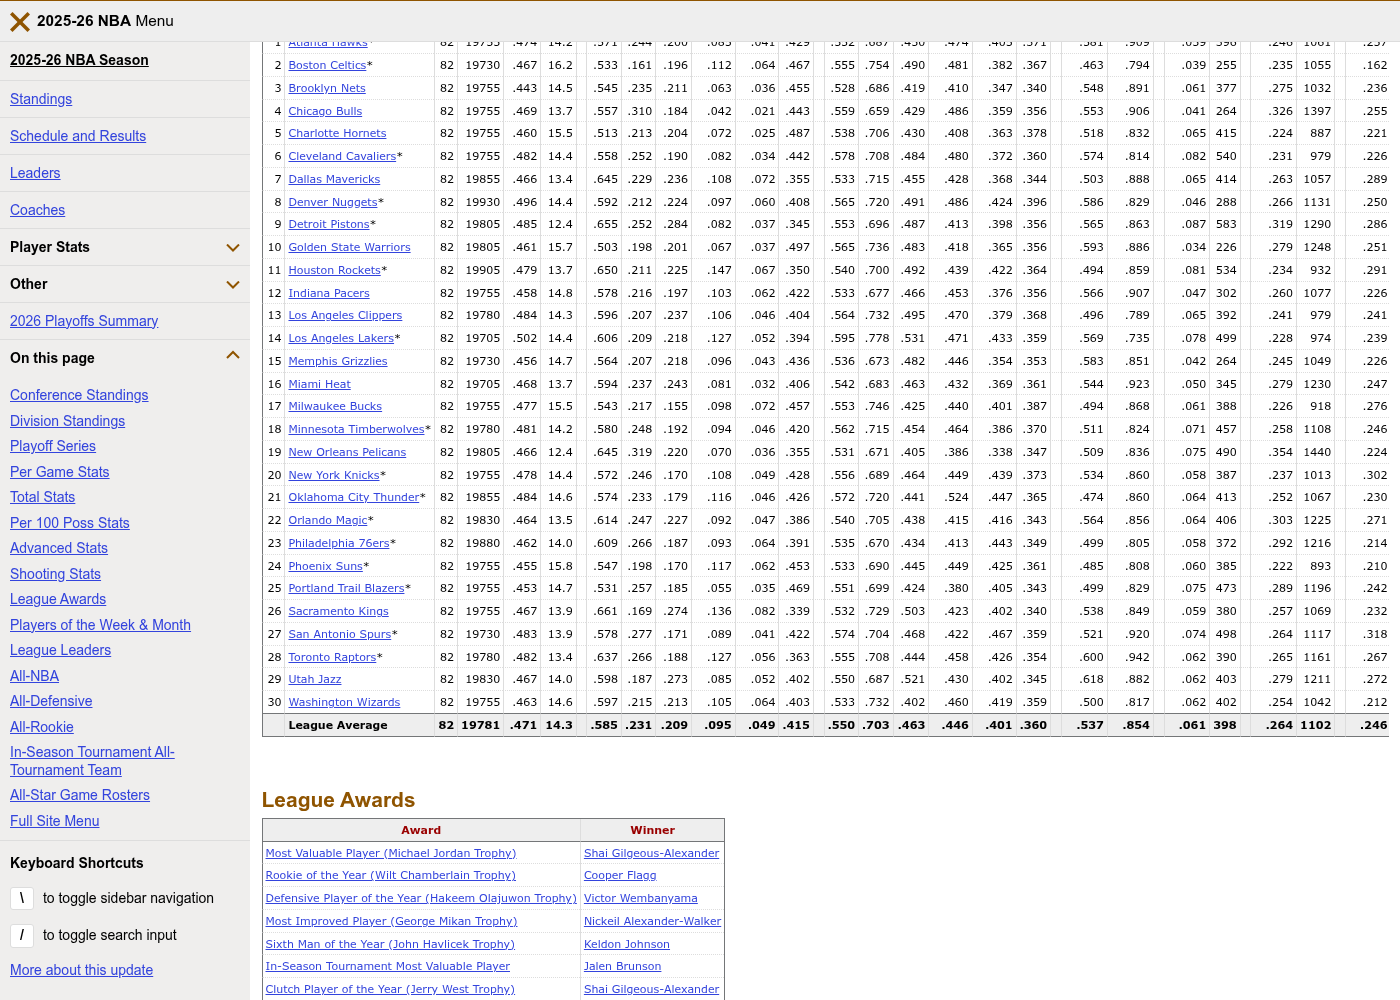 2025-26 NBA Menu
2025-26 NBA Season
Standings
Schedule and Results
Leaders
Coaches
Player Stats
Other
2026 Playoffs Summary
On this page
Conference Standings
Division Standings
Playoff Series
Per Game Stats
Total Stats
Per 100 Poss Stats
Advanced Stats
Shooting Stats
League Awards
Players of the Week & Month
League Leaders
All-NBA
All-Defensive
All-Rookie
In-Season Tournament All-
Tournament Team
All-Star Game Rosters
Full Site Menu
Keyboard Shortcuts
\ to toggle sidebar navigation
/ to toggle search input
More about this update
1 Atlanta Hawks* 82 19755 .474 14.2 .571 .244 .200 .085 .041 .429 .552 .687 .450 .474 .405 .371 .581 .909 .059 396 .246 1061 .257
2 Boston Celtics* 82 19730 .467 16.2 .533 .161 .196 .112 .064 .467 .555 .754 .490 .481 .382 .367 .463 .794 .039 255 .235 1055 .162
3 Brooklyn Nets 82 19755 .443 14.5 .545 .235 .211 .063 .036 .455 .528 .686 .419 .410 .347 .340 .548 .891 .061 377 .275 1032 .236
4 Chicago Bulls 82 19755 .469 13.7 .557 .310 .184 .042 .021 .443 .559 .659 .429 .486 .359 .356 .553 .906 .041 264 .326 1397 .255
5 Charlotte Hornets 82 19755 .460 15.5 .513 .213 .204 .072 .025 .487 .538 .706 .430 .408 .363 .378 .518 .832 .065 415 .224 887 .221
6 Cleveland Cavaliers* 82 19755 .482 14.4 .558 .252 .190 .082 .034 .442 .578 .708 .484 .480 .372 .360 .574 .814 .082 540 .231 979 .226
7 Dallas Mavericks 82 19855 .466 13.4 .645 .229 .236 .108 .072 .355 .533 .715 .455 .428 .368 .344 .503 .888 .065 414 .263 1057 .289
8 Denver Nuggets* 82 19930 .496 14.4 .592 .212 .224 .097 .060 .408 .565 .720 .491 .486 .424 .396 .586 .829 .046 288 .266 1131 .250
9 Detroit Pistons* 82 19805 .485 12.4 .655 .252 .284 .082 .037 .345 .553 .696 .487 .413 .398 .356 .565 .863 .087 583 .319 1290 .286
10 Golden State Warriors 82 19805 .461 15.7 .503 .198 .201 .067 .037 .497 .565 .736 .483 .418 .365 .356 .593 .886 .034 226 .279 1248 .251
11 Houston Rockets* 82 19905 .479 13.7 .650 .211 .225 .147 .067 .350 .540 .700 .492 .439 .422 .364 .494 .859 .081 534 .234 932 .291
12 Indiana Pacers 82 19755 .458 14.8 .578 .216 .197 .103 .062 .422 .533 .677 .466 .453 .376 .356 .566 .907 .047 302 .260 1077 .226
13 Los Angeles Clippers 82 19780 .484 14.3 .596 .207 .237 .106 .046 .404 .564 .732 .495 .470 .379 .368 .496 .789 .065 392 .241 979 .241
14 Los Angeles Lakers* 82 19705 .502 14.4 .606 .209 .218 .127 .052 .394 .595 .778 .531 .471 .433 .359 .569 .735 .078 499 .228 974 .239
15 Memphis Grizzlies 82 19730 .456 14.7 .564 .207 .218 .096 .043 .436 .536 .673 .482 .446 .354 .353 .583 .851 .042 264 .245 1049 .226
16 Miami Heat 82 19705 .468 13.7 .594 .237 .243 .081 .032 .406 .542 .683 .463 .432 .369 .361 .544 .923 .050 345 .279 1230 .247
17 Milwaukee Bucks 82 19755 .477 15.5 .543 .217 .155 .098 .072 .457 .553 .746 .425 .440 .401 .387 .494 .868 .061 388 .226 918 .276
18 Minnesota Timberwolves* 82 19780 .481 14.2 .580 .248 .192 .094 .046 .420 .562 .715 .454 .464 .386 .370 .511 .824 .071 457 .258 1108 .246
19 New Orleans Pelicans 82 19805 .466 12.4 .645 .319 .220 .070 .036 .355 .531 .671 .405 .386 .338 .347 .509 .836 .075 490 .354 1440 .224
20 New York Knicks* 82 19755 .478 14.4 .572 .246 .170 .108 .049 .428 .556 .689 .464 .449 .439 .373 .534 .860 .058 387 .237 1013 .302
21 Oklahoma City Thunder* 82 19855 .484 14.6 .574 .233 .179 .116 .046 .426 .572 .720 .441 .524 .447 .365 .474 .860 .064 413 .252 1067 .230
22 Orlando Magic* 82 19830 .464 13.5 .614 .247 .227 .092 .047 .386 .540 .705 .438 .415 .416 .343 .564 .856 .064 406 .303 1225 .271
23 Philadelphia 76ers* 82 19880 .462 14.0 .609 .266 .187 .093 .064 .391 .535 .670 .434 .413 .443 .349 .499 .805 .058 372 .292 1216 .214
24 Phoenix Suns* 82 19755 .455 15.8 .547 .198 .170 .117 .062 .453 .533 .690 .445 .449 .425 .361 .485 .808 .060 385 .222 893 .210
25 Portland Trail Blazers* 82 19755 .453 14.7 .531 .257 .185 .055 .035 .469 .551 .699 .424 .380 .405 .343 .499 .829 .075 473 .289 1196 .242
26 Sacramento Kings 82 19755 .467 13.9 .661 .169 .274 .136 .082 .339 .532 .729 .503 .423 .402 .340 .538 .849 .059 380 .257 1069 .232
27 San Antonio Spurs* 82 19730 .483 13.9 .578 .277 .171 .089 .041 .422 .574 .704 .468 .422 .467 .359 .521 .920 .074 498 .264 1117 .318
28 Toronto Raptors* 82 19780 .482 13.4 .637 .266 .188 .127 .056 .363 .555 .708 .444 .458 .426 .354 .600 .942 .062 390 .265 1161 .267
29 Utah Jazz 82 19830 .467 14.0 .598 .187 .273 .085 .052 .402 .550 .687 .521 .430 .402 .345 .618 .882 .062 403 .279 1211 .272
30 Washington Wizards 82 19755 .463 14.6 .597 .215 .213 .105 .064 .403 .533 .732 .402 .460 .419 .359 .500 .817 .062 402 .254 1042 .212
League Average 82 19781 .471 14.3 .585 .231 .209 .095 .049 .415 .550 .703 .463 .446 .401 .360 .537 .854 .061 398 .264 1102 .246
League Awards
Award Winner
Most Valuable Player (Michael Jordan Trophy) Shai Gilgeous-Alexander
Rookie of the Year (Wilt Chamberlain Trophy) Cooper Flagg
Defensive Player of the Year (Hakeem Olajuwon Trophy) Victor Wembanyama
Most Improved Player (George Mikan Trophy) Nickeil Alexander-Walker
Sixth Man of the Year (John Havlicek Trophy) Keldon Johnson
In-Season Tournament Most Valuable Player Jalen Brunson
Clutch Player of the Year (Jerry West Trophy) Shai Gilgeous-Alexander